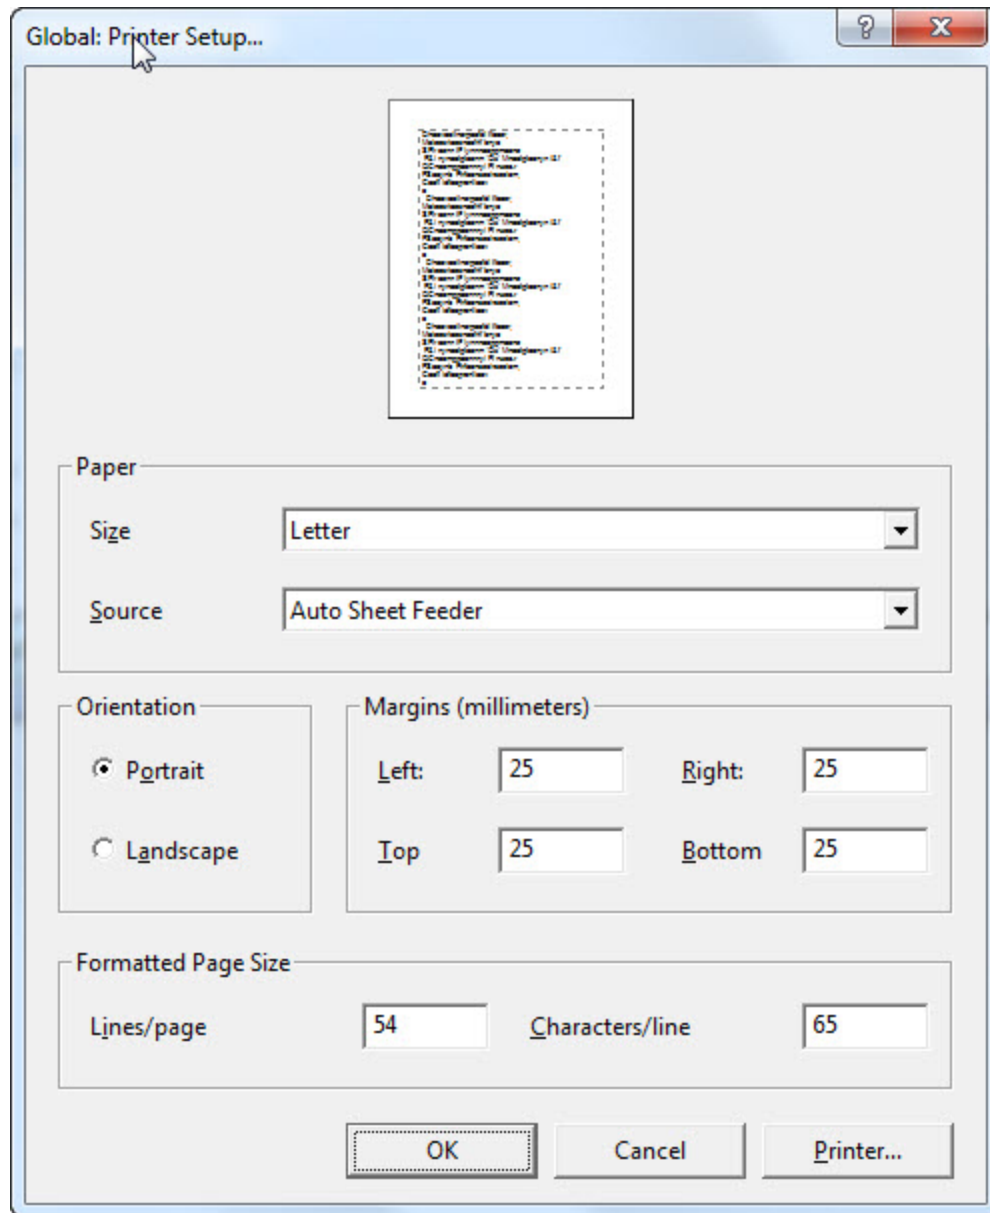 Global: Printer Setup...
Paper
Size
Letter
Source
Auto Sheet Feeder
Orientation
Portrait
Landscape
Margins (millimeters)
Left:
25
Right:
25
Top
25
Bottom
25
Formatted Page Size
Lines/page
54
Characters/line
65
OK
Cancel
Printer...